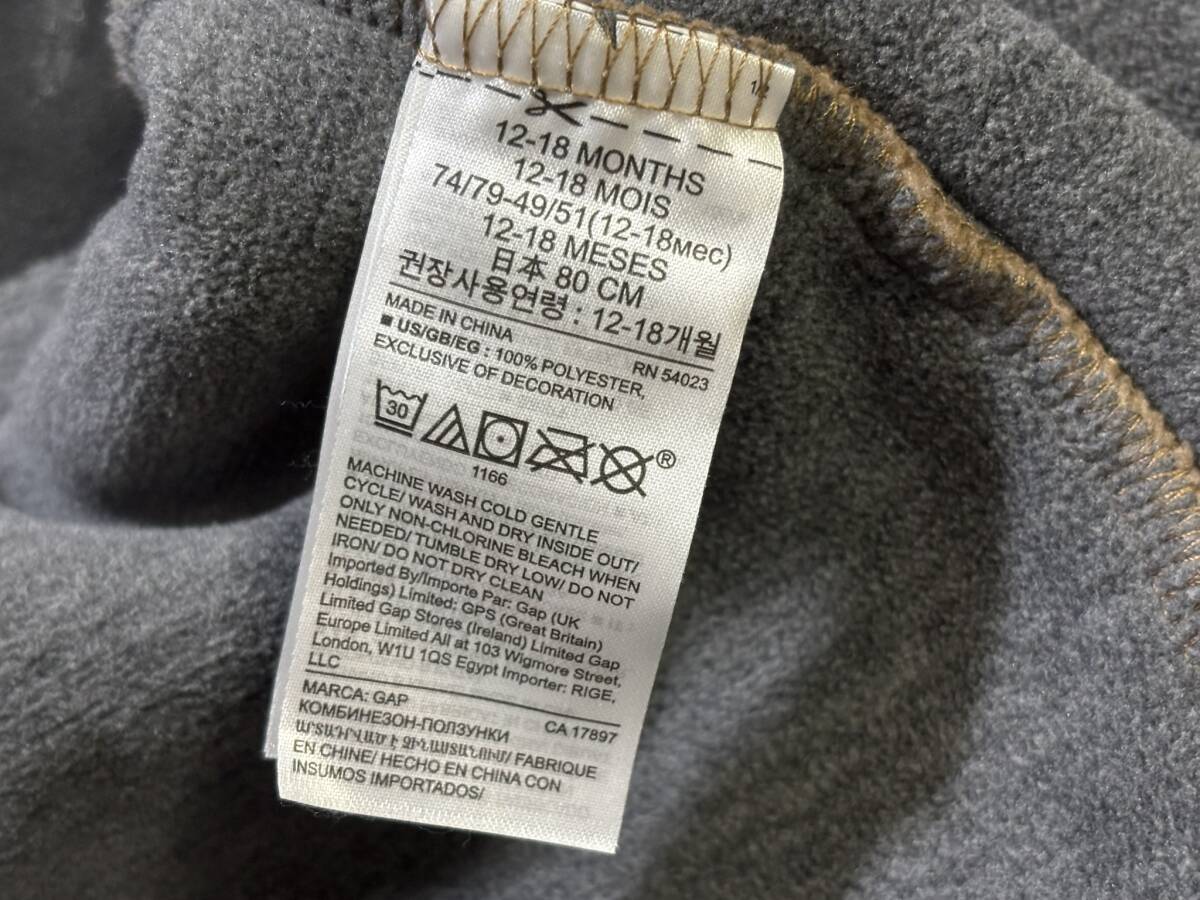 1/2
12-18 MONTHS
12-18 MOIS
74/79-49/51(12-18мес)
12-18 MESES
日本 80 CM
권장사용연령 : 12-18개월
MADE IN CHINA
RN 54023
■ US/GB/EG : 100% POLYESTER,
EXCLUSIVE OF DECORATION
30
®
1166
MACHINE WASH COLD GENTLE
CYCLE/ WASH AND DRY INSIDE OUT/
ONLY NON-CHLORINE BLEACH WHEN
NEEDED/ TUMBLE DRY LOW/ DO NOT
IRON/ DO NOT DRY CLEAN
Imported By/Importe Par: Gap (UK
Holdings) Limited: GPS (Great Britain)
Limited Gap Stores (Ireland) Limited Gap
Europe Limited All at 103 Wigmore Street,
London, W1U 1QS Egypt Importer: RIGE,
LLC
MARCA: GAP
CA 17897
КОМБИНЕЗОН-ПОЛЗУНКИ
ԱՐՏԱԴՐՎԱԾ Է ՉԻՆԱՍՏԱՆՈՒՄ/ FABRIQUE
EN CHINE/ HECHO EN CHINA CON
INSUMOS IMPORTADOS/